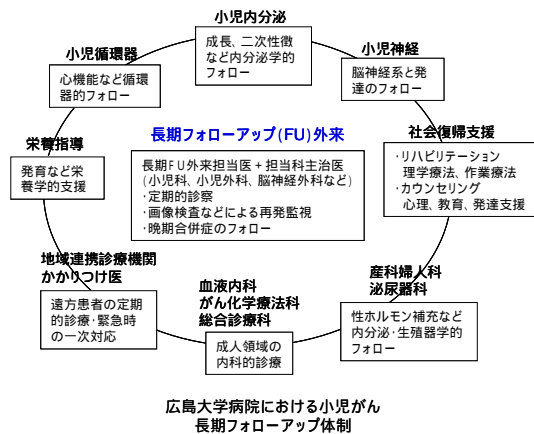 小児内分泌
成長、二次性徴
など内分泌学的
フォロー
小児循環器
心機能など循環
器的フォロー
小児神経
脳神経系と発
達のフォロー
栄養指導
発育など栄
養学的支援
長期フォローアップ(FU)外来
長期FU外来担当医+担当科主治医
(小児科、小児外科、脳神経外科など)
・定期的診察
・画像検査などによる再発監視
・晩期合併症のフォロー
社会復帰支援
・リハビリテーション
理学療法、作業療法
・カウンセリング
心理、教育、発達支援
地域連携診療機関
かかりつけ医
遠方患者の定期
的診療・緊急時
の一次対応
血液内科
がん化学療法科
総合診療科
成人領域の
内科的診療
産科婦人科
泌尿器科
性ホルモン補充など
内分泌・生殖器学的
フォロー
広島大学病院における小児がん
長期フォローアップ体制